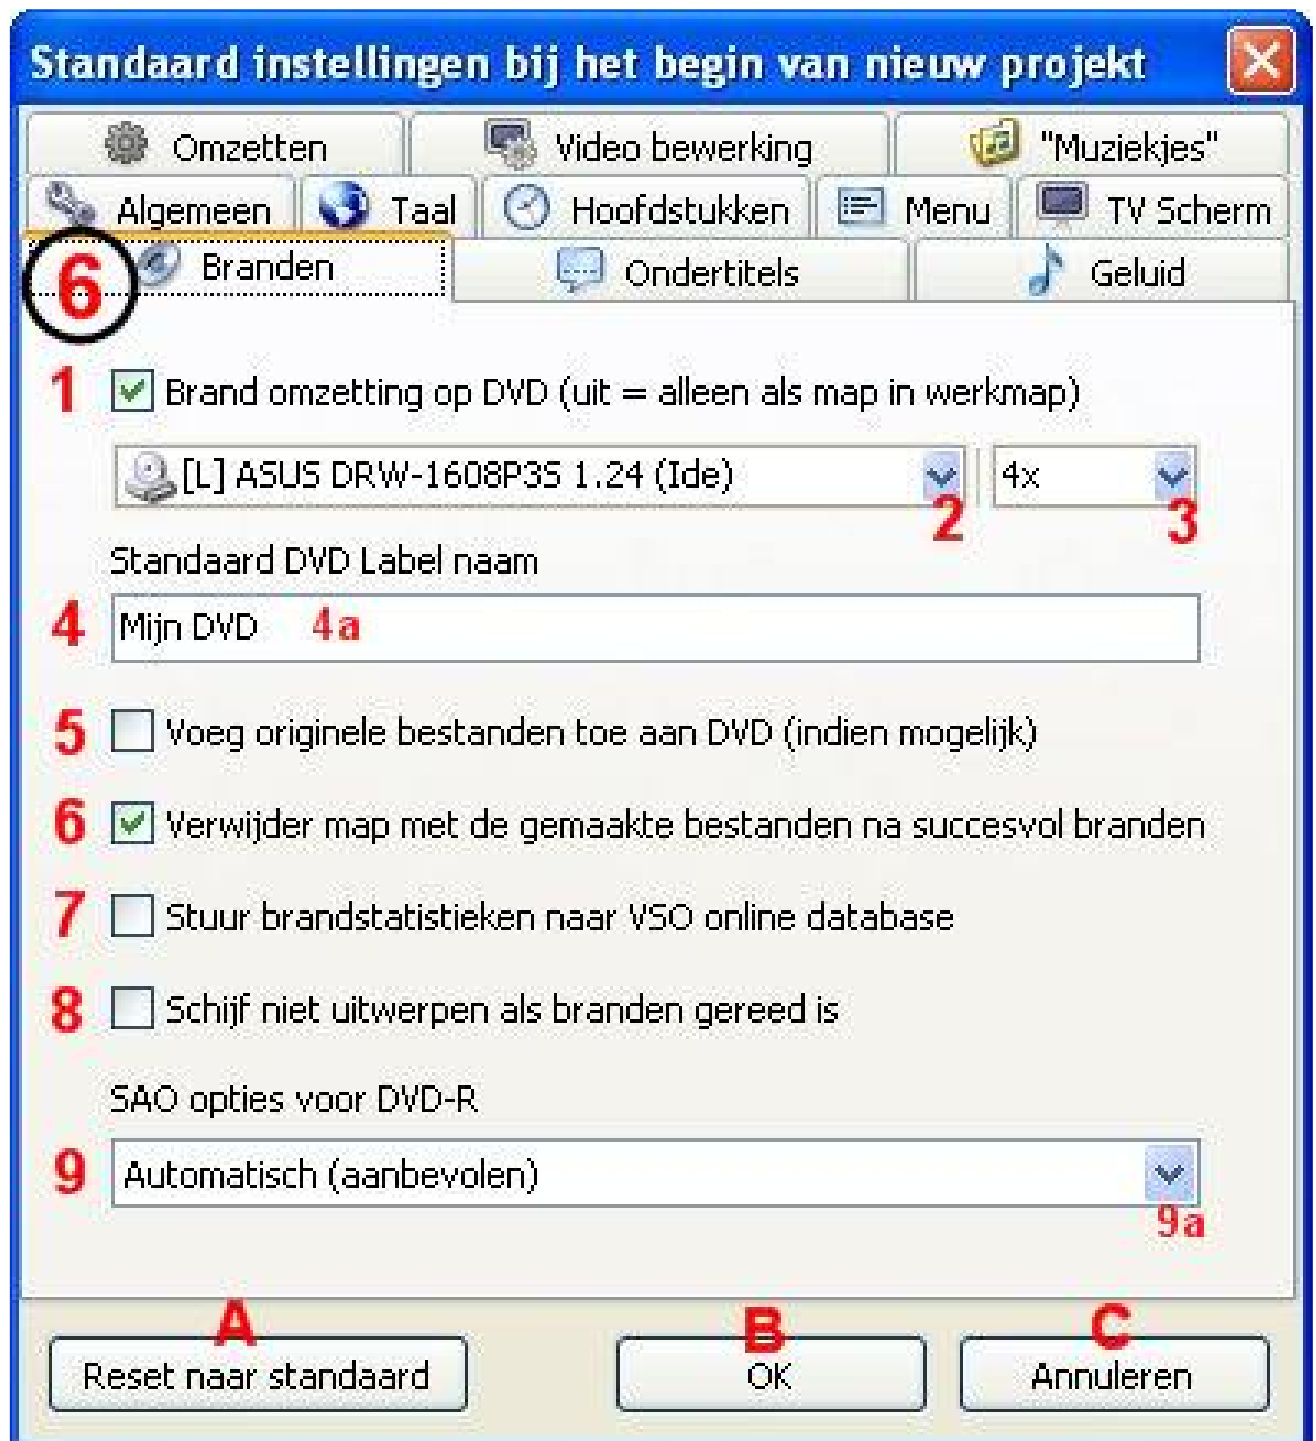 Standaard instellingen bij het begin van nieuw projekt
Omzetten Video bewerking "Muziekjes"
Algemeen Taal Hoofdstukken Menu TV Scherm
6 Branden Ondertitels Geluid
1 Brand omzetting op DVD (uit = alleen als map in werkmap)
[L] ASUS DRW-1608P3S 1.24 (Ide) 2 4x 3
Standaard DVD Label naam
4 Mijn DVD 4a
5 Voeg originele bestanden toe aan DVD (indien mogelijk)
6 Verwijder map met de gemaakte bestanden na succesvol branden
7 Stuur brandstatistieken naar VSO online database
8 Schijf niet uitwerpen als branden gereed is
SAO opties voor DVD-R
9 Automatisch (aanbevolen)
9a
A B C
Reset naar standaard OK Annuleren